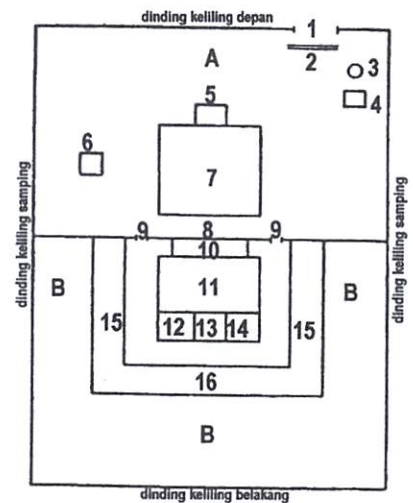 dinding keliling depan
1
A
2
3
5
4
6
7
dinding keliling samping
dinding keliling samping
9
8
9
10
B
11
B
15
12 13 14
15
16
B
dinding keliling belakang